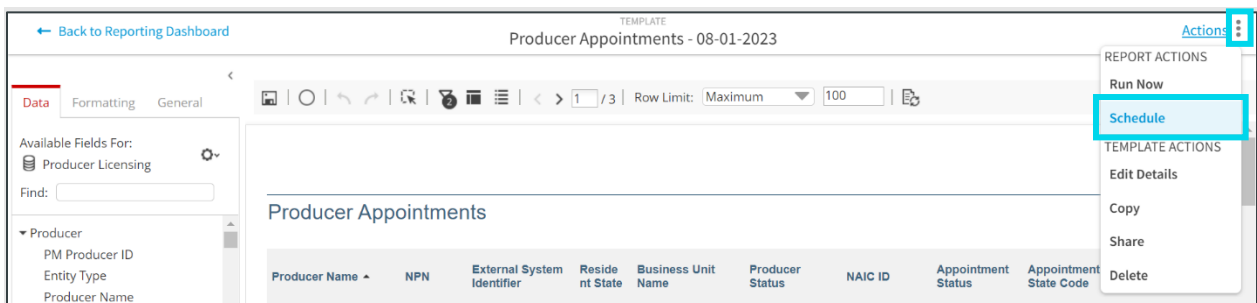 TEMPLATE
← Back to Reporting Dashboard
Producer Appointments - 08-01-2023
Actions
REPORT ACTIONS
Run Now
Schedule
TEMPLATE ACTIONS
Edit Details
Copy
Share
Delete
Data Formatting General
2
1 / 3 Row Limit: Maximum 100
Available Fields For:
Producer Licensing
Find:
Producer
PM Producer ID
Entity Type
Producer Name
Producer Appointments
Producer Name NPN External System Identifier Reside nt State Business Unit Name Producer Status NAIC ID Appointment Status Appointment State Code